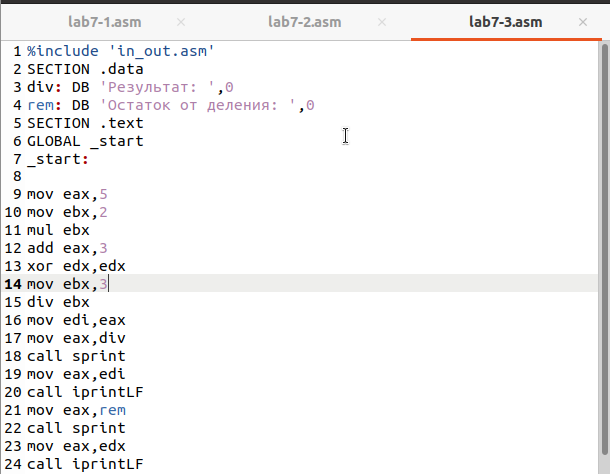 lab7-1.asm × lab7-2.asm × lab7-3.asm ×
1 %include 'in_out.asm'
2 SECTION .data
3 div: DB 'Результат: ',0
4 rem: DB 'Остаток от деления: ',0
5 SECTION .text
6 GLOBAL _start
7 _start:
8
9 mov eax,5
10 mov ebx,2
11 mul ebx
12 add eax,3
13 xor edx,edx
14 mov ebx,3
15 div ebx
16 mov edi,eax
17 mov eax,div
18 call sprint
19 mov eax,edi
20 call iprintLF
21 mov eax,rem
22 call sprint
23 mov eax,edx
24 call iprintLF